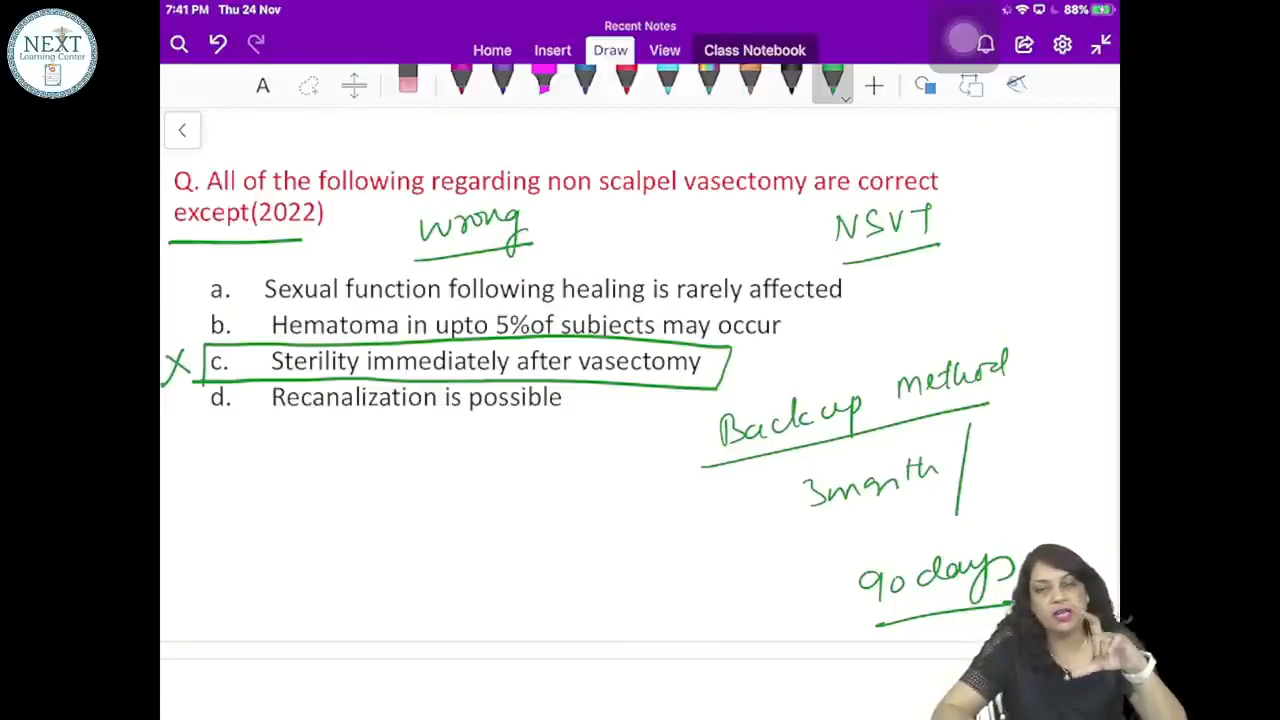 7:41 PM Thu 24 Nov
88%
Recent Notes
NEXT
Learning Center
Home Insert Draw View Class Notebook
A
Q. All of the following regarding non scalpel vasectomy are correct
except(2022)
wrong
NSVT
a. Sexual function following healing is rarely affected
b. Hematoma in upto 5%of subjects may occur
X c. Sterility immediately after vasectomy
d. Recanalization is possible
Backup method
3month
90 days